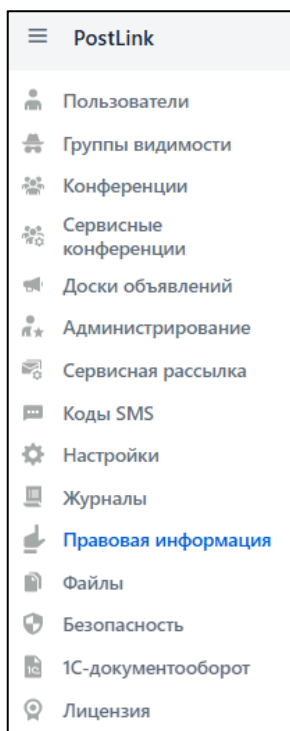 PostLink
Пользователи
Группы видимости
Конференции
Сервисные
конференции
Доски объявлений
Администрирование
Сервисная рассылка
Коды SMS
Настройки
Журналы
Правовая информация
Файлы
Безопасность
1С-документооборот
Лицензия